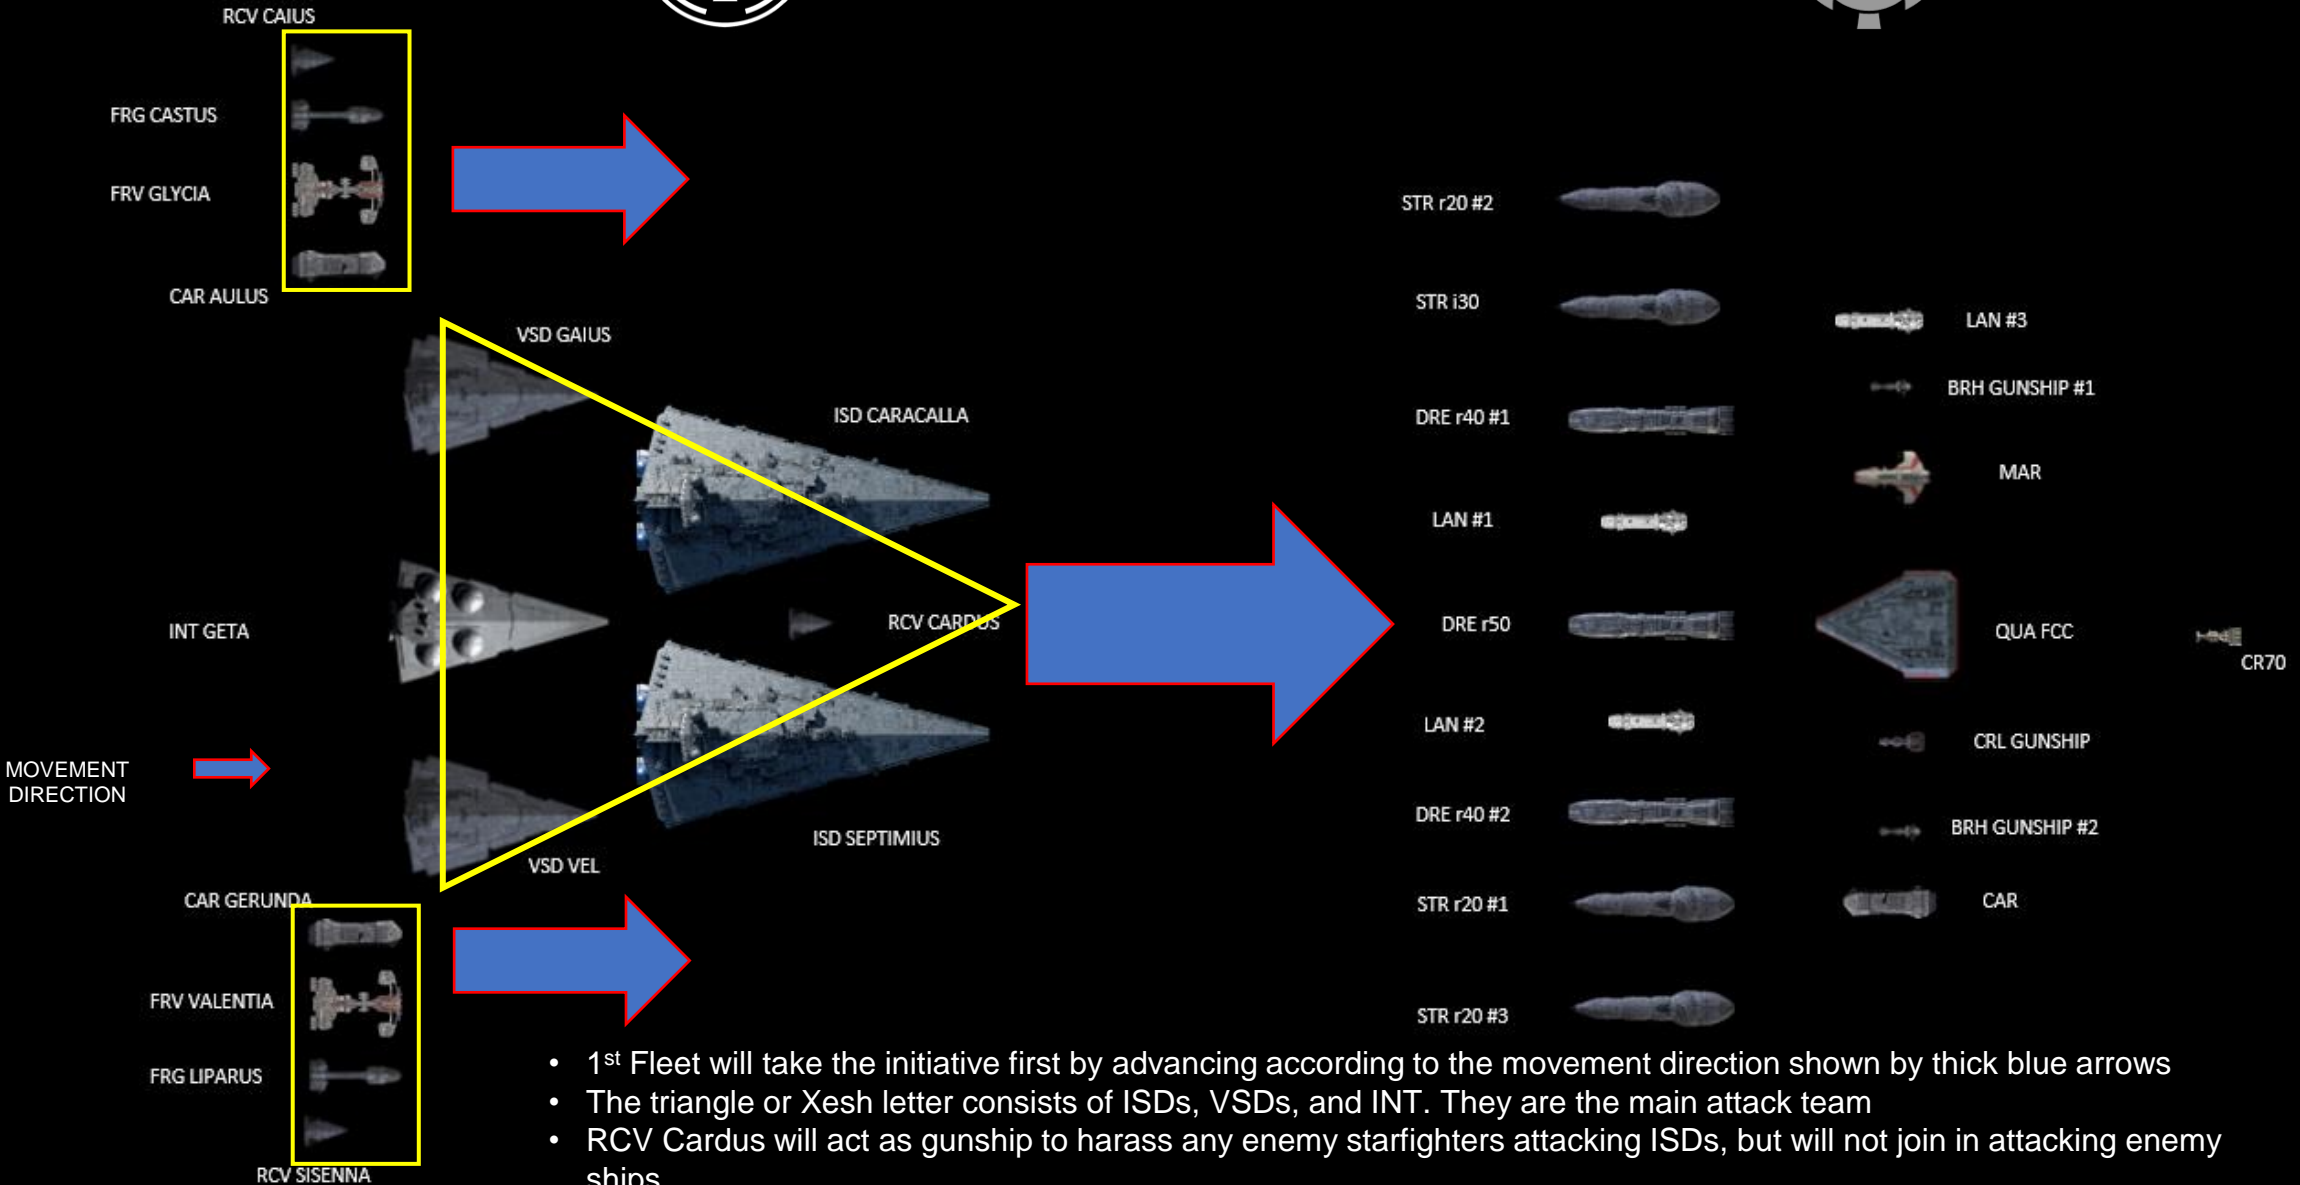 RCV CAIUS
FRG CASTUS
FRV GLYCIA
CAR AULUS
VSD GAIUS
ISD CARACALLA
INT GETA
RCV CARDUS
MOVEMENT
DIRECTION
ISD SEPTIMIUS
VSD VEL
CAR GERUNDA
FRV VALENTIA
FRG LIPARUS
RCV SISENNA
STR r20 #2
STR i30
DRE r40 #1
LAN #1
DRE r50
LAN #2
DRE r40 #2
STR r20 #1
STR r20 #3
LAN #3
BRH GUNSHIP #1
MAR
QUA FCC
CR70
CRL GUNSHIP
BRH GUNSHIP #2
CAR
• 1st Fleet will take the initiative first by advancing according to the movement direction shown by thick blue arrows
• The triangle or Xesh letter consists of ISDs, VSDs, and INT. They are the main attack team
• RCV Cardus will act as gunship to harass any enemy starfighters attacking ISDs, but will not join in attacking enemy
ships